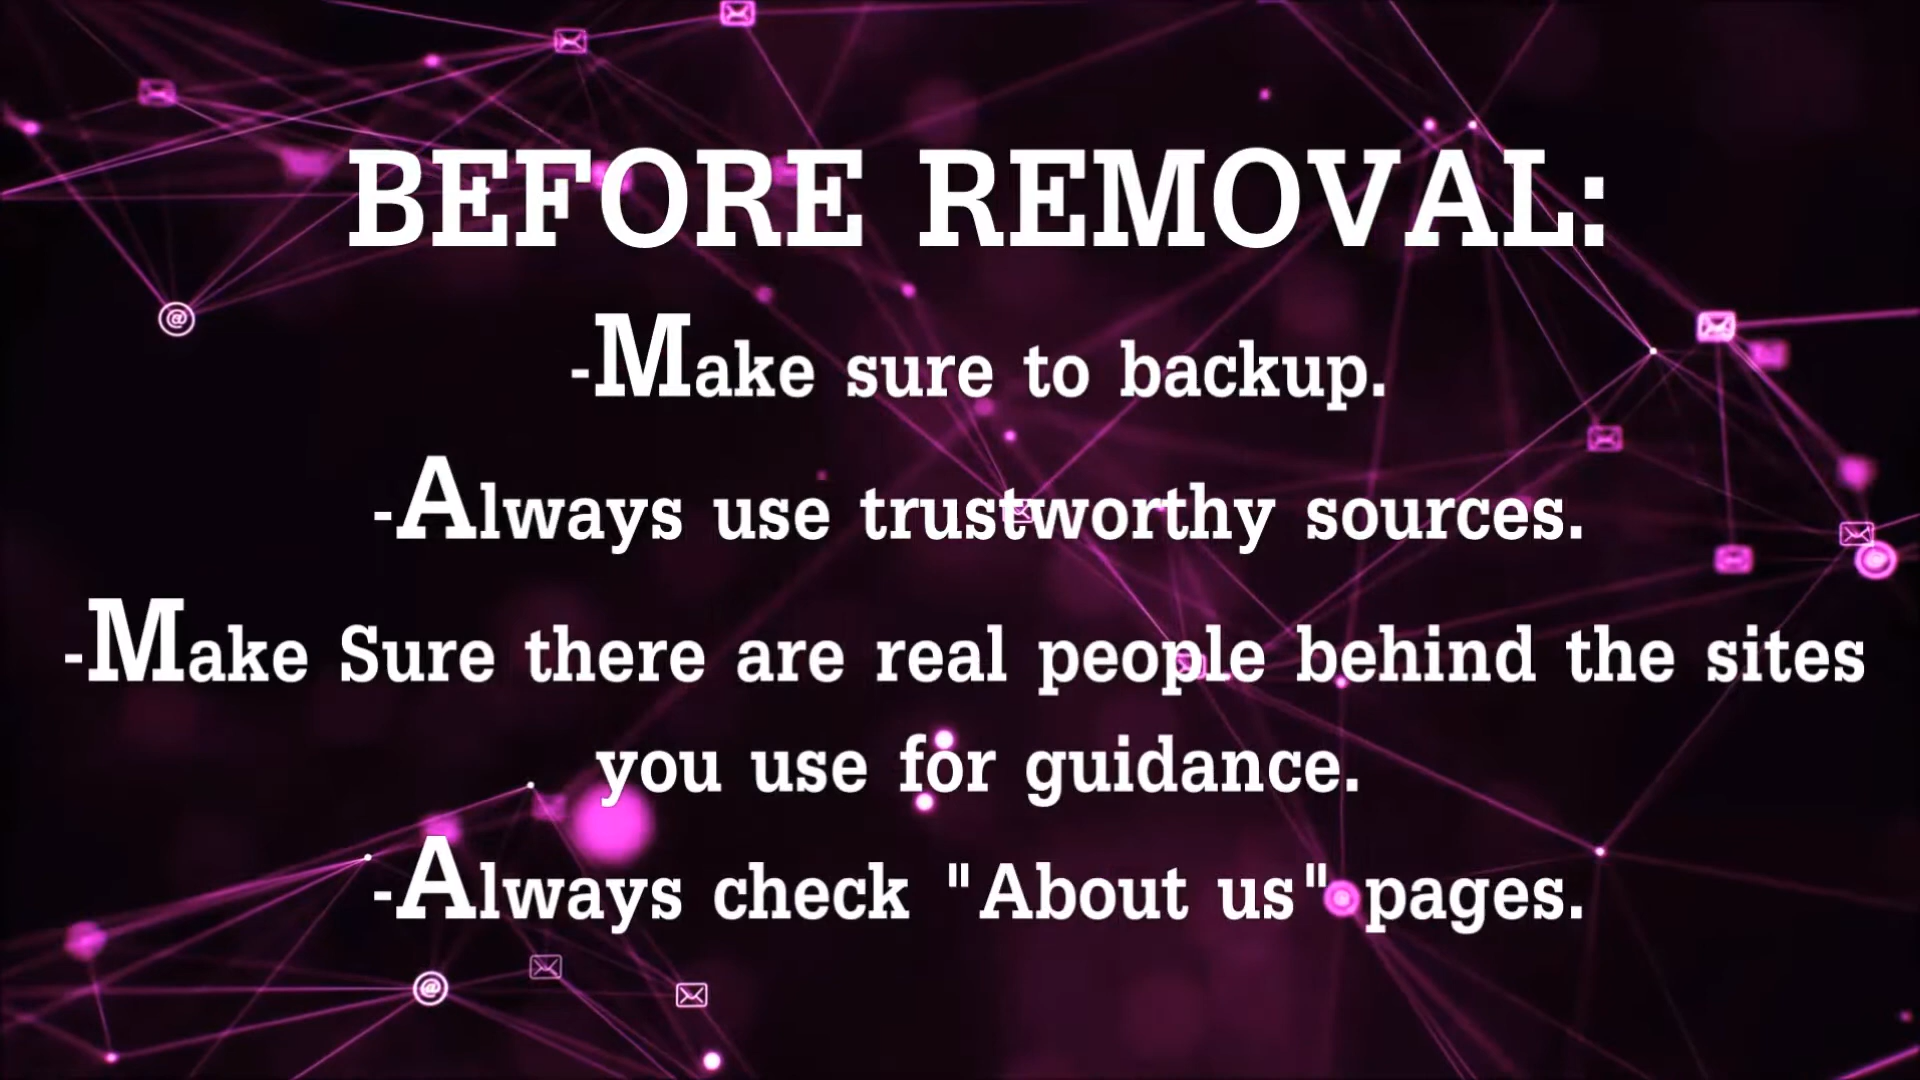 BEFORE REMOVAL:
-Make sure to backup.
-Always use trustworthy sources.
-Make Sure there are real people behind the sites
you use for guidance.
-Always check "About us" pages.